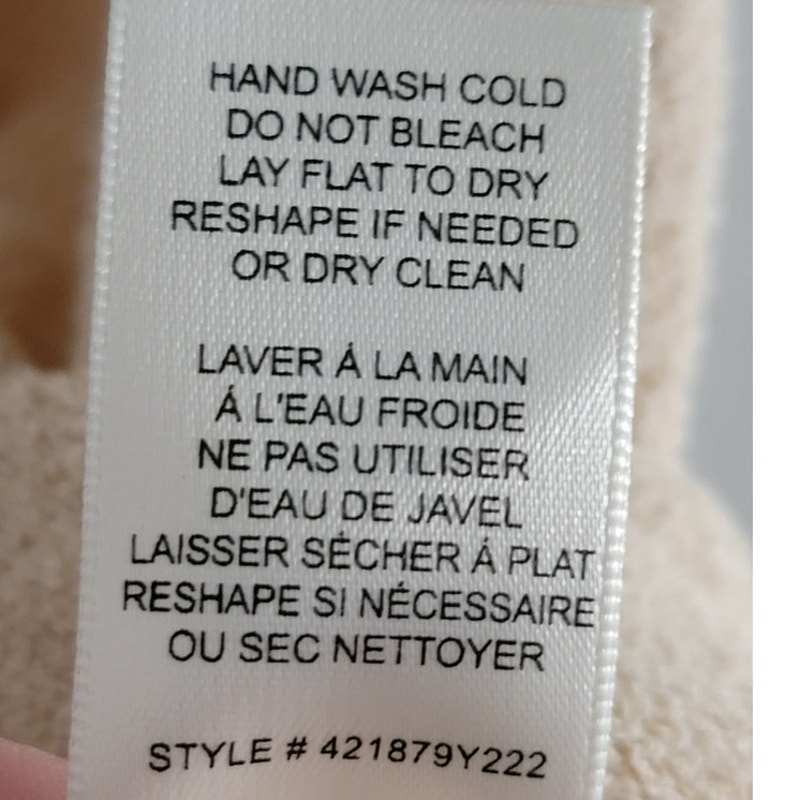 HAND WASH COLD
DO NOT BLEACH
LAY FLAT TO DRY
RESHAPE IF NEEDED
OR DRY CLEAN
LAVER Á LA MAIN
Á L'EAU FROIDE
NE PAS UTILISER
D'EAU DE JAVEL
LAISSER SÉCHER Á PLAT
RESHAPE SI NÉCESSAIRE
OU SEC NETTOYER
STYLE # 421879Y222